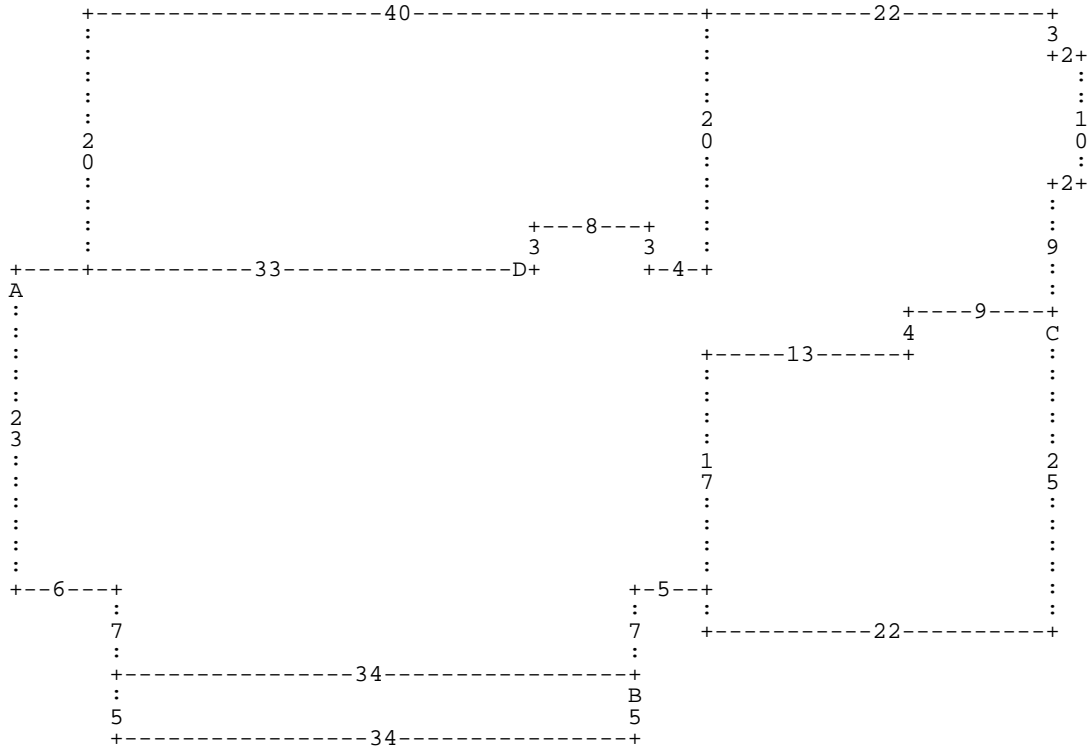 +--------------------40--------------------+-----------22----------+
: : 3
: : +2+
: : :
: : :
: 2 1
2 0 0
0 : :
: : +2+
: : :
: +---8---+ : :
: 3 3 : 9
+----+-----------33----------------D+ +-4-+ :
A :
: +----9----+
: 4 C
: +-----13------+ :
: : :
: : :
2 : :
3 : :
: 1 2
: 7 5
: : :
: : :
: : :
: : :
+--6---+ +-5--+ :
: : : :
7 7 +-----------22----------+
: :
+----------------34-----------------+
: B
5 5
+-----------------34----------------+